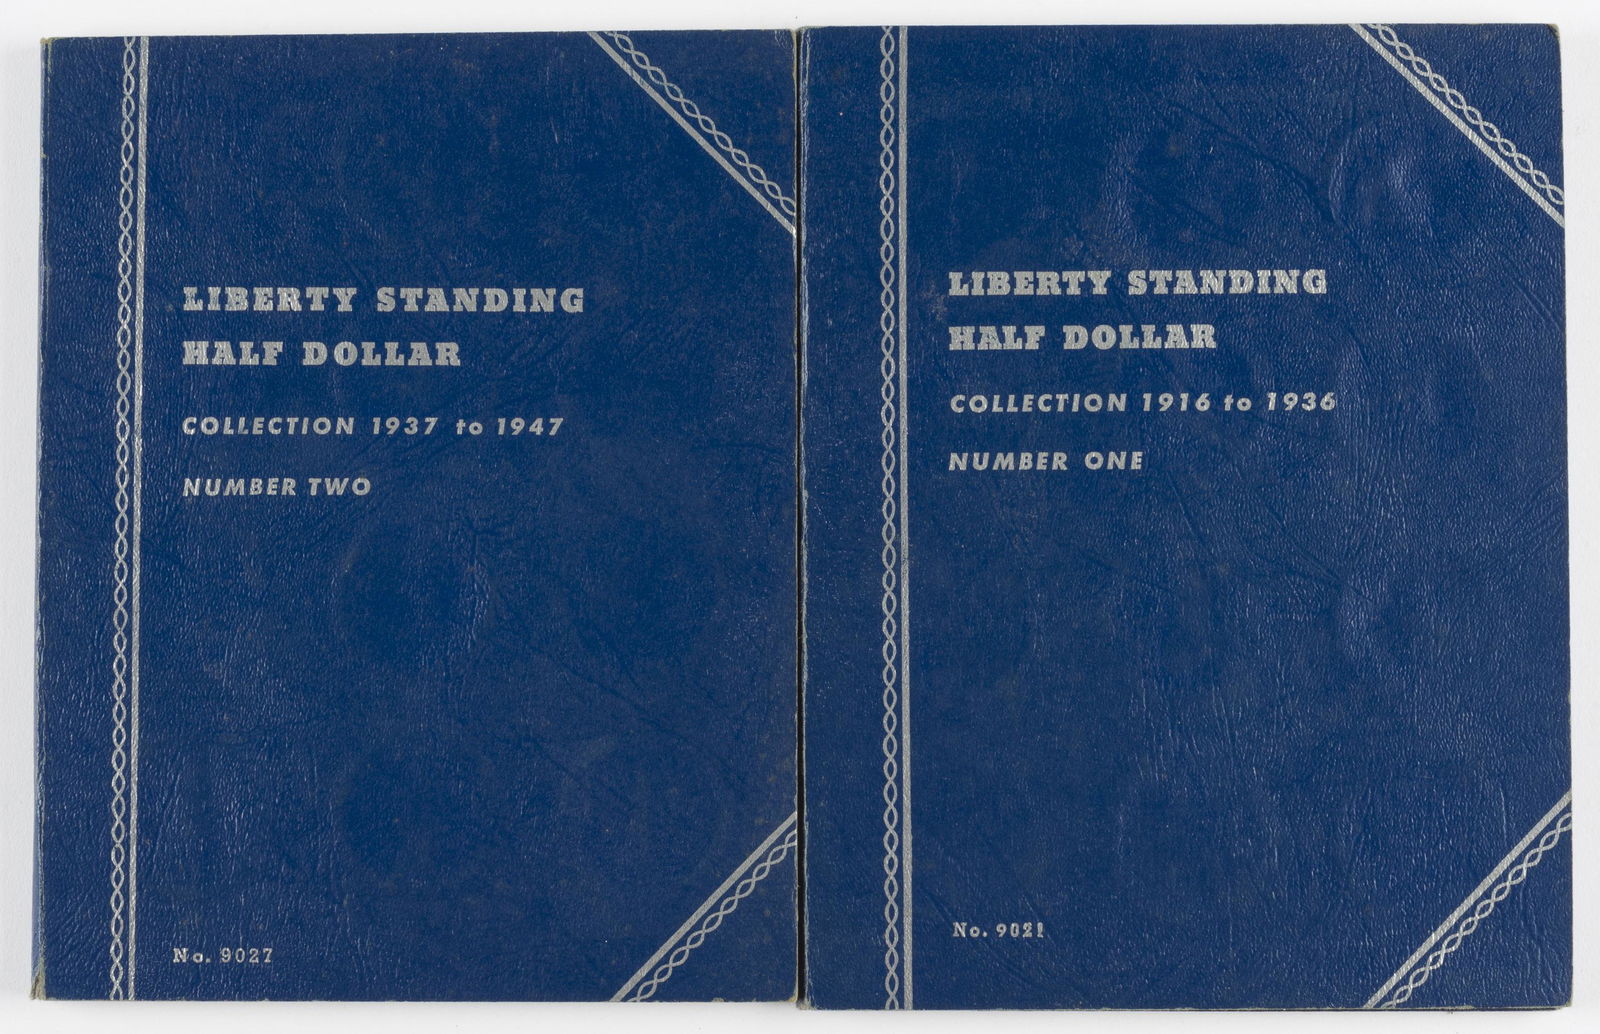 LIBERTY STANDING
HALF DOLLAR
COLLECTION 1937 to 1947
NUMBER TWO
No. 9027
LIBERTY STANDING
HALF DOLLAR
COLLECTION 1916 to 1936
NUMBER ONE
No. 9021